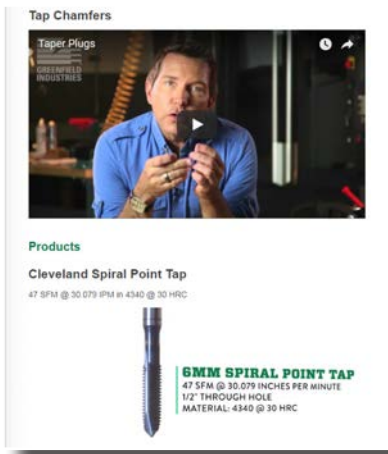 Tap Chamfers
Taper Plugs
GREENFIELD
INDUSTRIES
Products
Cleveland Spiral Point Tap
47 SFM @ 30.079 IPM in 4340 @ 30 HRC
6MM SPIRAL POINT TAP
47 SFM @ 30.079 INCHES PER MINUTE
1/2" THROUGH HOLE
MATERIAL: 4340 @ 30 HRC